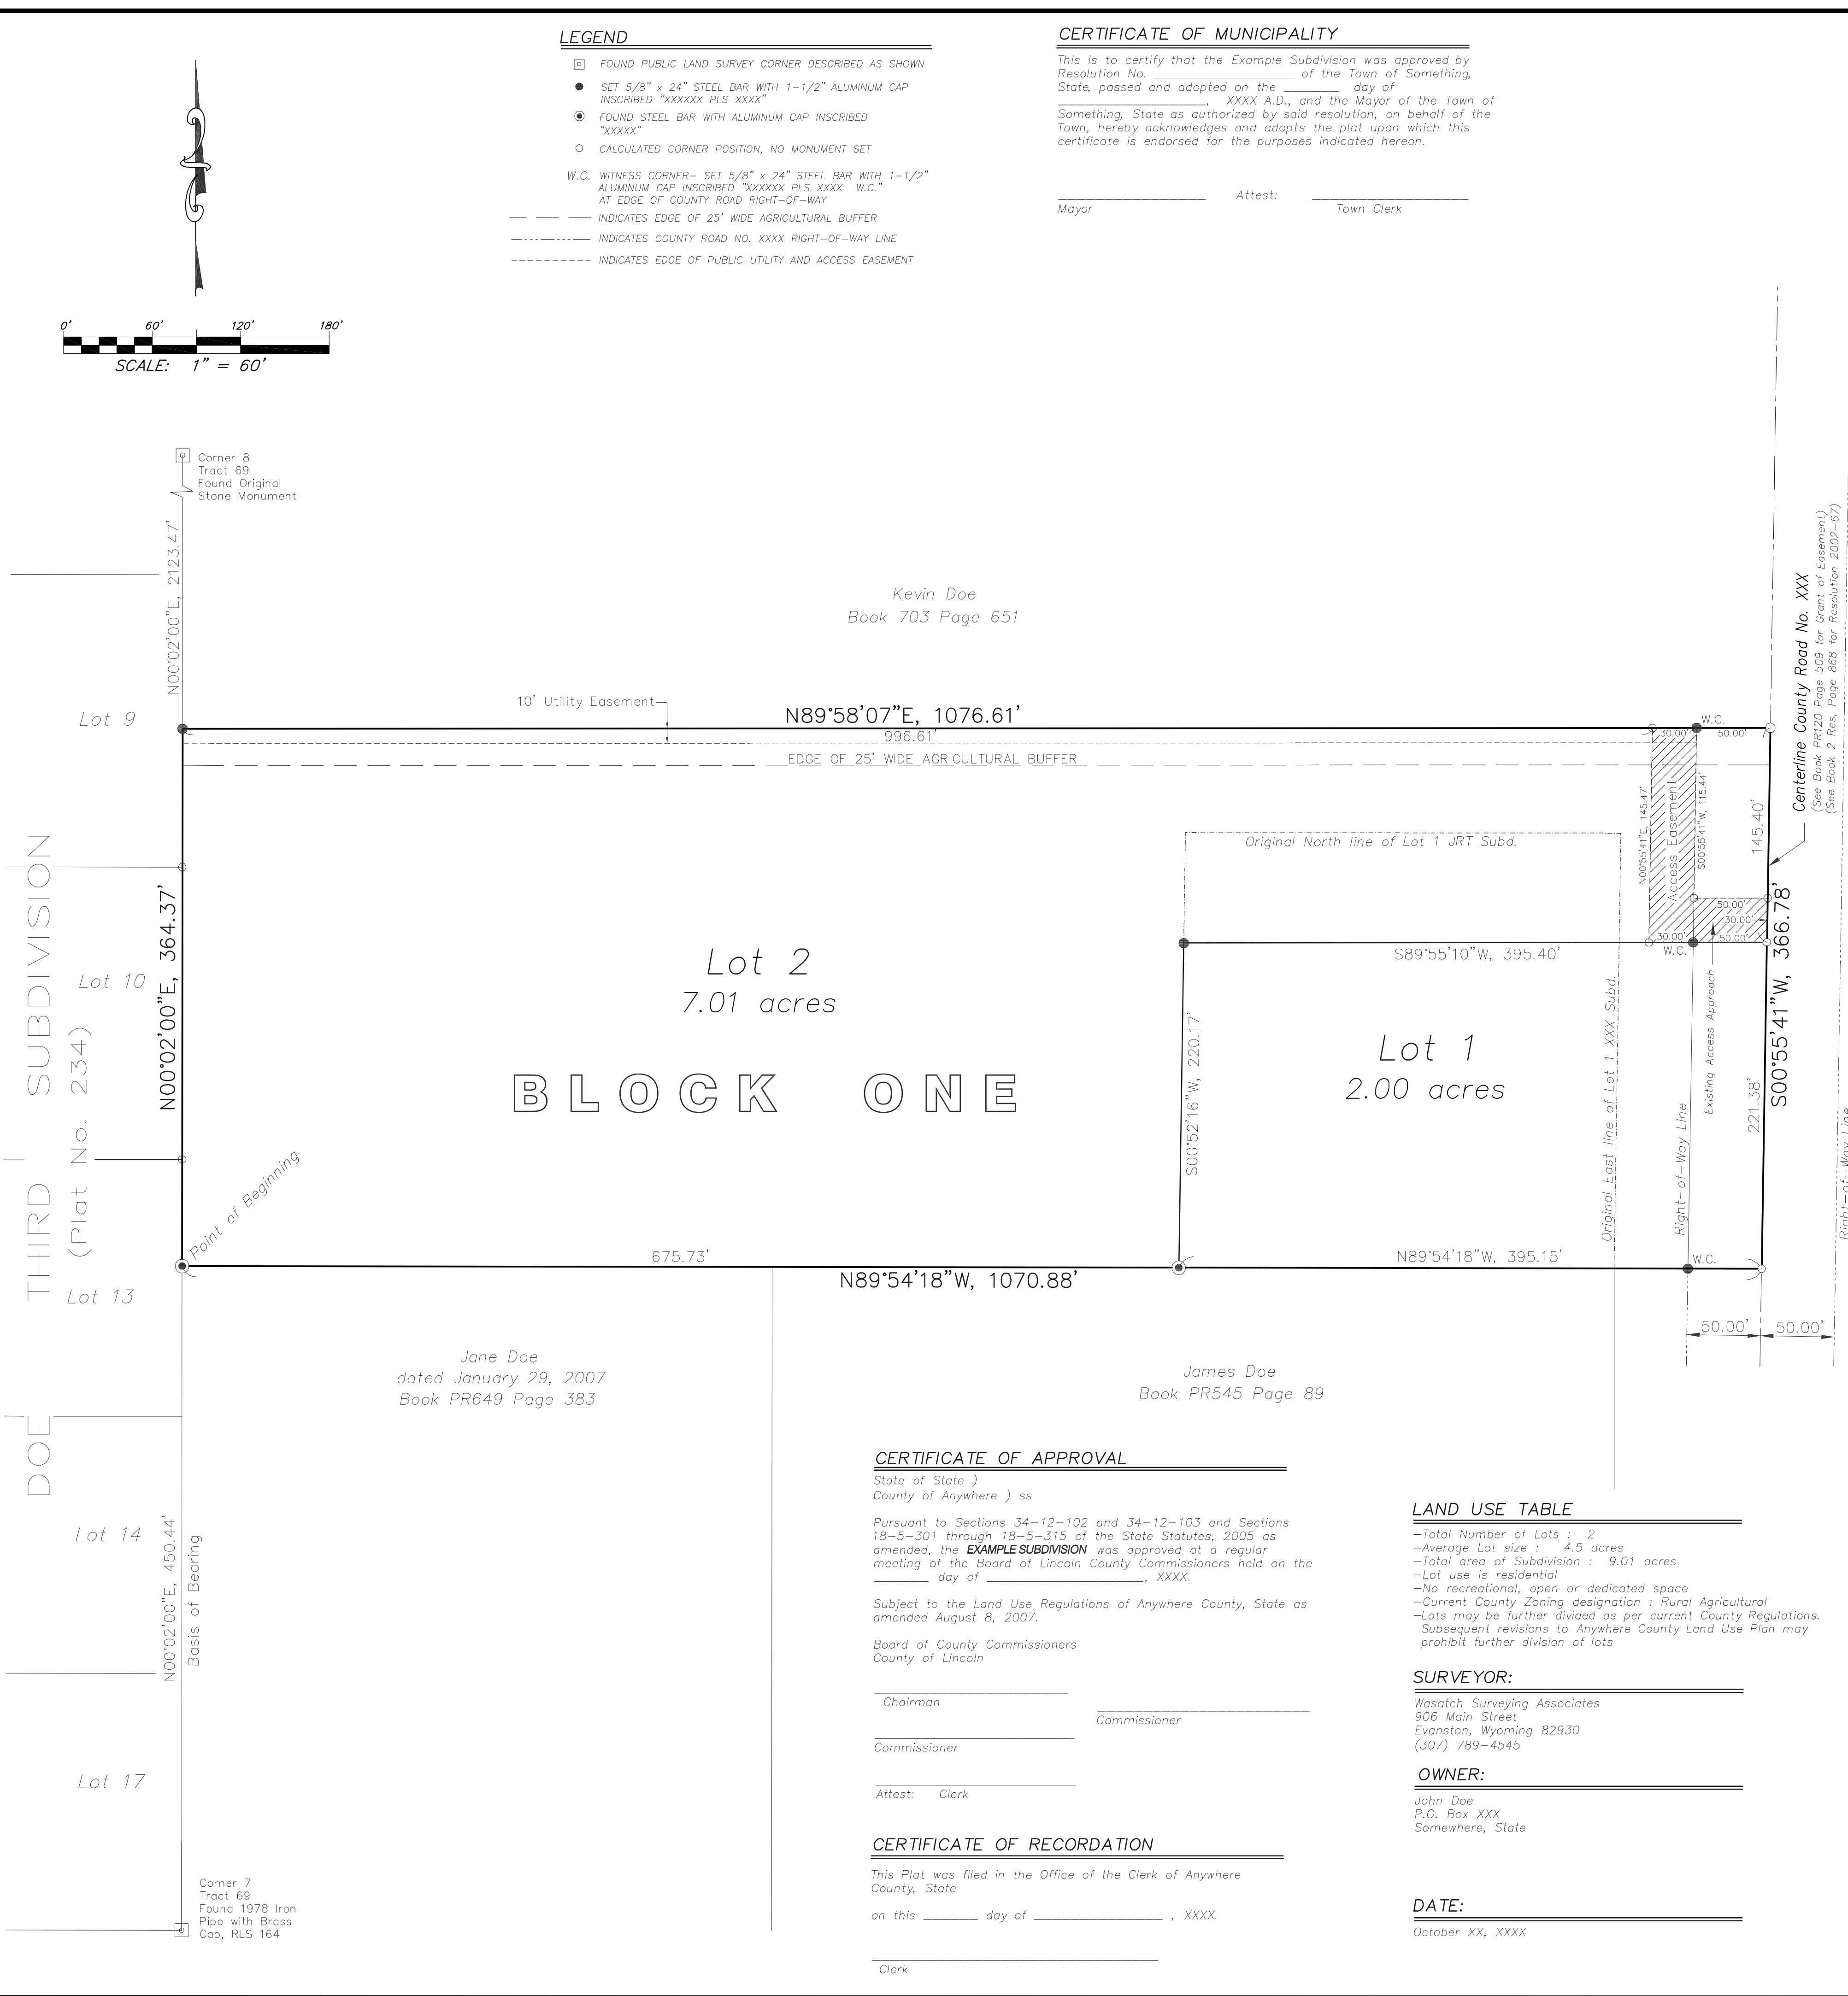 LEGEND
FOUND PUBLIC LAND SURVEY CORNER DESCRIBED AS SHOWN
SET 5/8" x 24" STEEL BAR WITH 1-1/2" ALUMINUM CAP
INSCRIBED "XXXXXX PLS XXXX"
FOUND STEEL BAR WITH ALUMINUM CAP INSCRIBED
"XXXXX"
CALCULATED CORNER POSITION, NO MONUMENT SET
W.C. WITNESS CORNER- SET 5/8" x 24" STEEL BAR WITH 1-1/2"
ALUMINUM CAP INSCRIBED "XXXXXX PLS XXXX W.C."
AT EDGE OF COUNTY ROAD RIGHT-OF-WAY
INDICATES EDGE OF 25' WIDE AGRICULTURAL BUFFER
INDICATES COUNTY ROAD NO. XXXX RIGHT-OF-WAY LINE
INDICATES EDGE OF PUBLIC UTILITY AND ACCESS EASEMENT
CERTIFICATE OF MUNICIPALITY
This is to certify that the Example Subdivision was approved by
Resolution No. ____________ of the Town of Something,
State, passed and adopted on the ______ day of
____________, XXXX A.D., and the Mayor of the Town of
Something, State as authorized by said resolution, on behalf of the
Town, hereby acknowledges and adopts the plat upon which this
certificate is endorsed for the purposes indicated hereon.
Attest:
Mayor
Town Clerk
0' 60' 120' 180'
SCALE: 1" = 60'
Corner 8
Tract 69
Found Original
Stone Monument
N00°02'00"E, 2123.47'
Kevin Doe
Book 703 Page 651
Centerline County Road No. XXX
(See Book PR120 Page 509 for Grant of Easement)
(See Book 2 Res, Page 868 for Resolution 2002-67)
Lot 9
10' Utility Easement
N89°58'07"E, 1076.61'
996.61'
EDGE OF 25' WIDE AGRICULTURAL BUFFER
W.C.
30.00'
50.00'
N00°55'41"E, 145.47'
Access Easement
S00°55'41"W, 115.44'
145.40'
Original North line of Lot 1 JRT Subd.
50.00'
30.00'
30.00'
50.00'
W.C.
S89°55'10"W, 395.40'
DOE THIRD SUBDIVISION
(Plat No. 234)
Lot 10
N00°02'00"E, 364.37'
Lot 2
7.01 acres
BLOCK ONE
S00°52'16"W, 220.17'
Lot 1
2.00 acres
Original East line of Lot 1 XXX Subd.
Right-of-Way Line
Existing Access Approach
221.38'
S00°55'41"W, 366.78'
Right-of-Way Line
Point of Beginning
675.73'
N89°54'18"W, 1070.88'
N89°54'18"W, 395.15'
W.C.
Lot 13
50.00'
50.00'
Jane Doe
dated January 29, 2007
Book PR649 Page 383
James Doe
Book PR545 Page 89
Lot 14
N00°02'00"E, 450.44'
Basis of Bearing
Lot 17
Corner 7
Tract 69
Found 1978 Iron
Pipe with Brass
Cap, RLS 164
CERTIFICATE OF APPROVAL
State of State )
County of Anywhere ) ss
Pursuant to Sections 34-12-102 and 34-12-103 and Sections
18-5-301 through 18-5-315 of the State Statutes, 2005 as
amended, the EXAMPLE SUBDIVISION was approved at a regular
meeting of the Board of Lincoln County Commissioners held on the
______ day of ____________, XXXX.
Subject to the Land Use Regulations of Anywhere County, State as
amended August 8, 2007.
Board of County Commissioners
County of Lincoln
Chairman
Commissioner
Commissioner
Attest: Clerk
CERTIFICATE OF RECORDATION
This Plat was filed in the Office of the Clerk of Anywhere
County, State
on this ______ day of ____________ , XXXX.
Clerk
LAND USE TABLE
-Total Number of Lots : 2
-Average Lot size : 4.5 acres
-Total area of Subdivision : 9.01 acres
-Lot use is residential
-No recreational, open or dedicated space
-Current County Zoning designation : Rural Agricultural
-Lots may be further divided as per current County Regulations.
Subsequent revisions to Anywhere County Land Use Plan may
prohibit further division of lots
SURVEYOR:
Wasatch Surveying Associates
906 Main Street
Evanston, Wyoming 82930
(307) 789-4545
OWNER:
John Doe
P.O. Box XXX
Somewhere, State
DATE:
October XX, XXXX